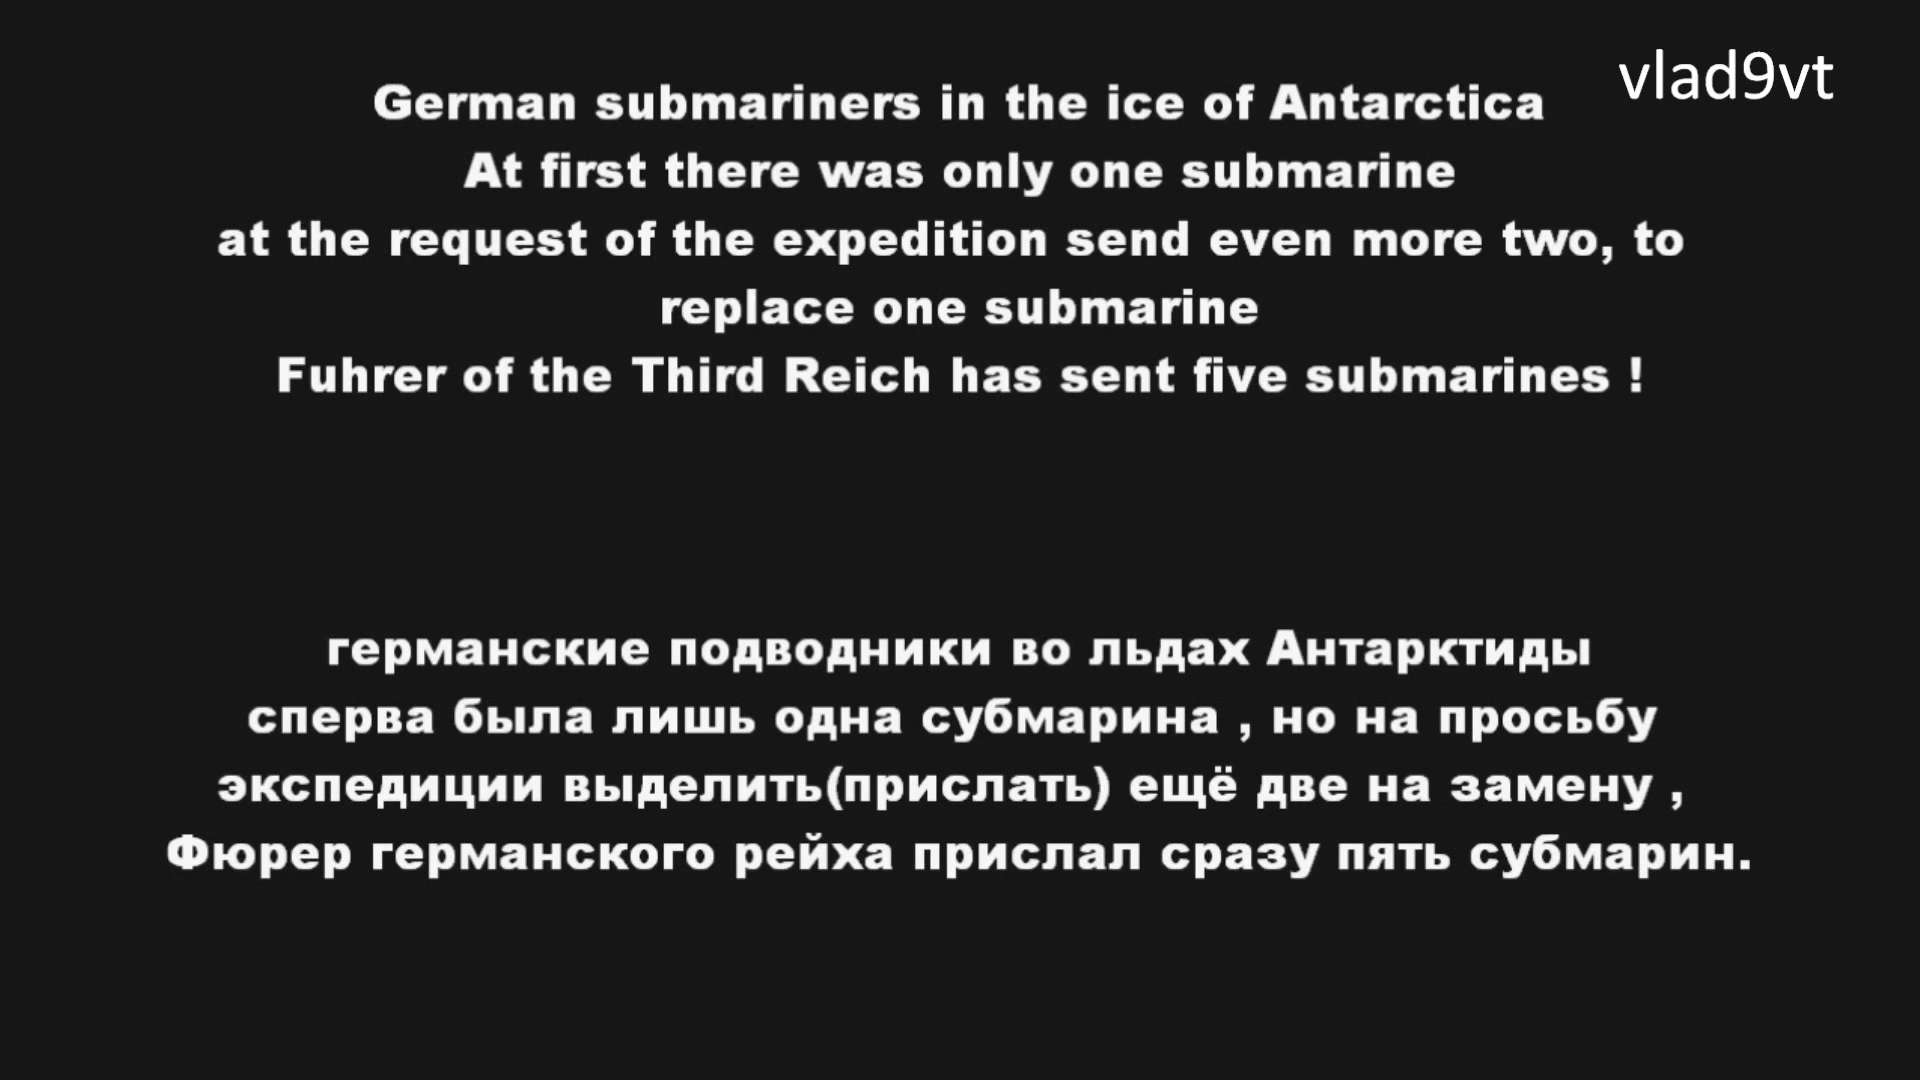 vlad9vt
German submariners in the ice of Antarctica
At first there was only one submarine
at the request of the expedition send even more two, to
replace one submarine
Fuhrer of the Third Reich has sent five submarines !
германские подводники во льдах Антарктиды
сперва была лишь одна субмарина , но на просьбу
экспедиции выделить(прислать) ещё две на замену ,
Фюрер германского рейха прислал сразу пять субмарин.